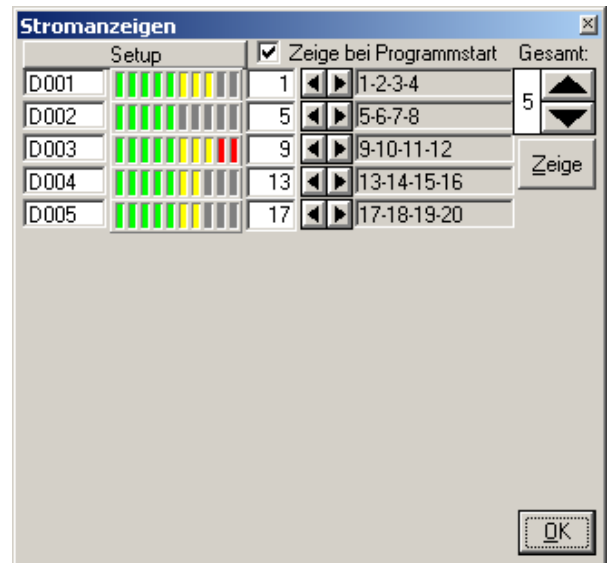 Stromanzeigen
Setup Zeige bei Programmstart Gesamt:
D001 1 1-2-3-4 5
D002 5 5-6-7-8
D003 9 9-10-11-12 Zeige
D004 13 13-14-15-16
D005 17 17-18-19-20
OK